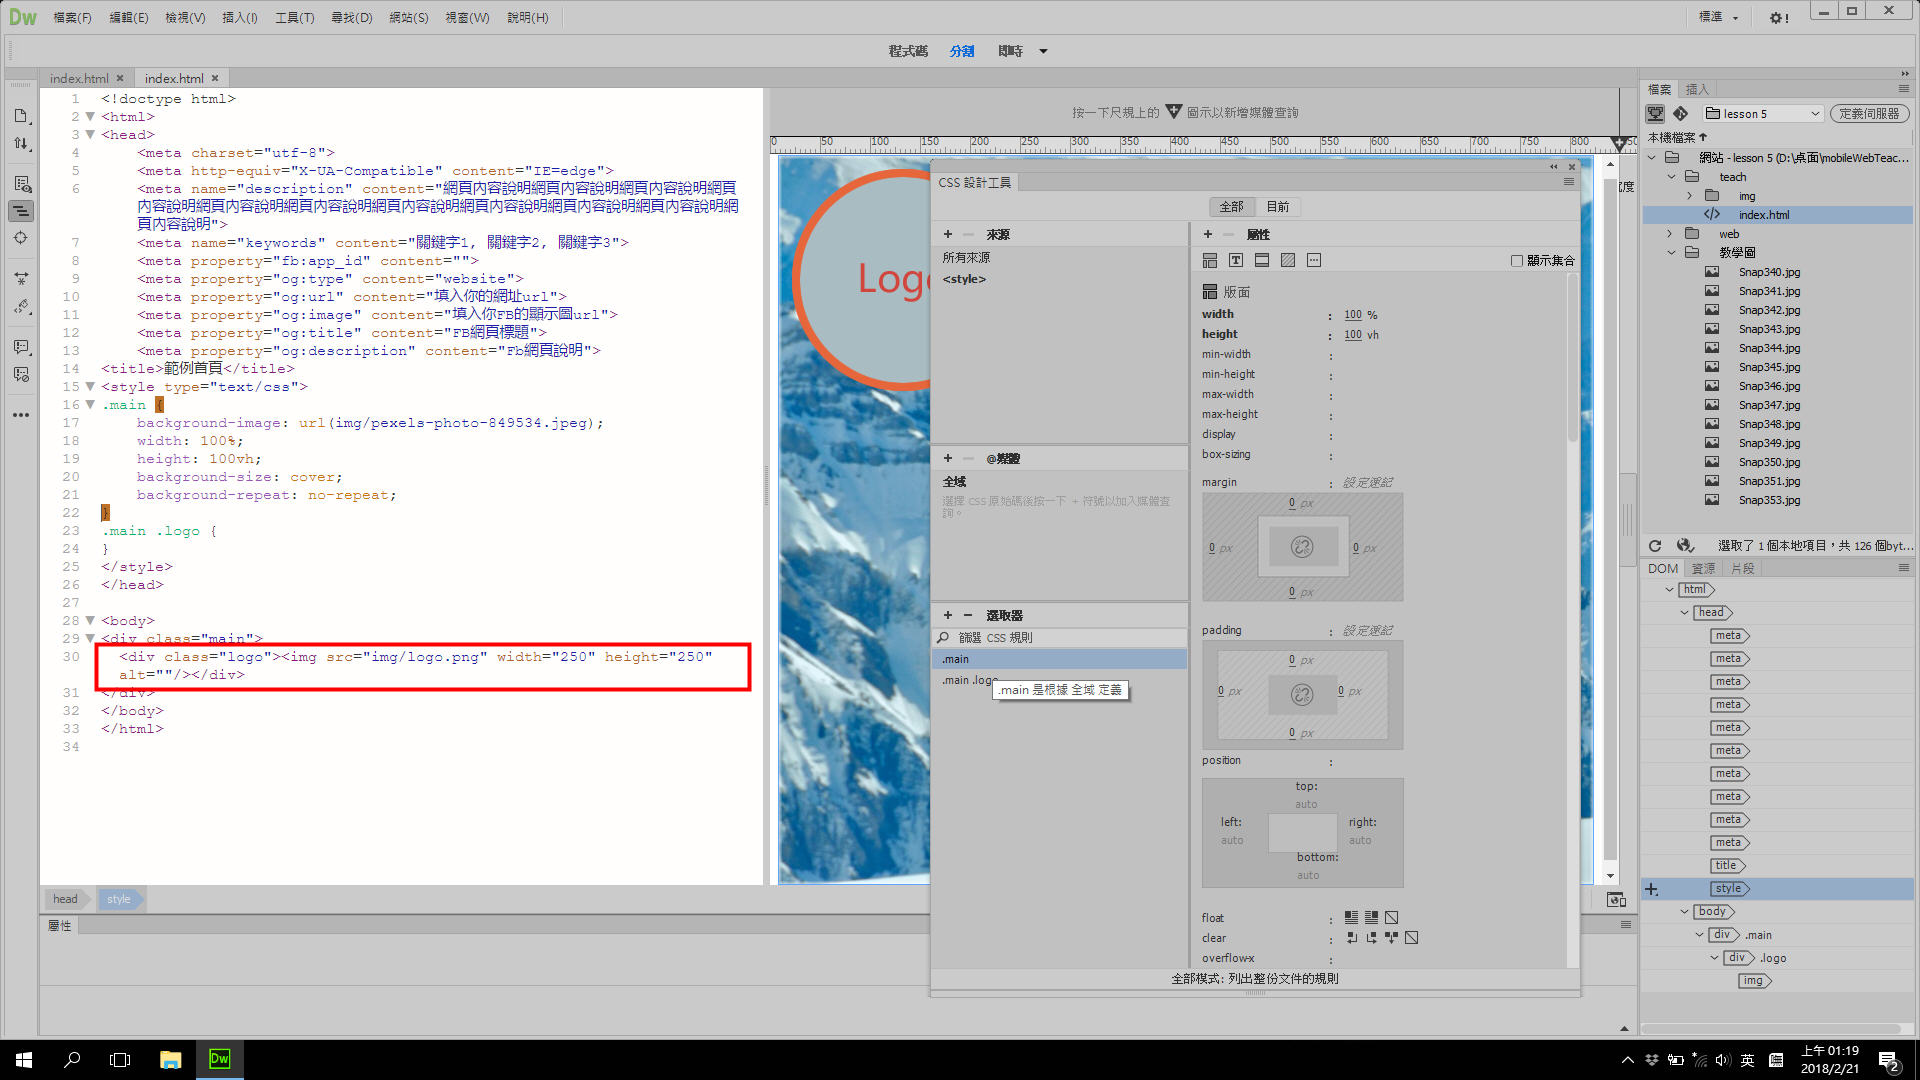 Dw 檔案(F) 編輯(E) 檢視(V) 插入(I) 工具(T) 尋找(D) 網站(S) 視窗(W) 說明(H) 標準
程式碼 分割 即時
index.html × index.html ×
1 <!doctype html>
2 <html>
3 <head>
4 <meta charset="utf-8">
5 <meta http-equiv="X-UA-Compatible" content="IE=edge">
6 <meta name="description" content="網頁內容說明網頁內容說明網頁內容說明網頁
內容說明網頁內容說明網頁內容說明網頁內容說明網頁內容說明網頁內容說明網頁內容說明網
頁內容說明">
7 <meta name="keywords" content="關鍵字1, 關鍵字2, 關鍵字3">
8 <meta property="fb:app_id" content="">
9 <meta property="og:type" content="website">
10 <meta property="og:url" content="填入你的網址url">
11 <meta property="og:image" content="填入你FB的顯示圖url">
12 <meta property="og:title" content="FB網頁標題">
13 <meta property="og:description" content="Fb網頁說明">
14 <title>範例首頁</title>
15 <style type="text/css">
16 .main {
17 background-image: url(img/pexels-photo-849534.jpeg);
18 width: 100%;
19 height: 100vh;
20 background-size: cover;
21 background-repeat: no-repeat;
22 }
23 .main .logo {
24 }
25 </style>
26 </head>
27
28 <body>
29 <div class="main">
30 <div class="logo"><img src="img/logo.png" width="250" height="250"
alt=""/></div>
31 </div>
32 </body>
33 </html>
34
head style
屬性
按一下尺規上的 圖示以新增媒體查詢
0 50 100 150 200 250 300 350 400 450 500 550 600 650 700 750 800
Logo
CSS 設計工具
全部 目前
+ − 來源
所有來源
<style>
+ − @媒體
全域
選擇 CSS 原始碼後按一下 + 符號以加入媒體查
詢。
+ − 選取器
篩選 CSS 規則
.main
.main .logo
.main 是根據 全域 定義
+ − 屬性
顯示集合
版面
width : 100 %
height : 100 vh
min-width :
min-height :
max-width :
max-height :
display :
box-sizing :
margin : 設定速記
0 px
0 px 0 px
0 px
padding : 設定速記
0 px
0 px 0 px
0 px
position :
top:
auto
left: right:
auto auto
bottom:
auto
float :
clear :
overflow-x :
全部模式: 列出整份文件的規則
檔案 插入
lesson 5 定義伺服器
本機檔案
網站 - lesson 5 (D:\桌面\mobileWebTeac...
teach
img
index.html
web
教學圖
Snap340.jpg
Snap341.jpg
Snap342.jpg
Snap343.jpg
Snap344.jpg
Snap345.jpg
Snap346.jpg
Snap347.jpg
Snap348.jpg
Snap349.jpg
Snap350.jpg
Snap351.jpg
Snap353.jpg
選取了 1 個本地項目，共 126 個byt...
DOM 資源 片段
html
head
meta
meta
meta
meta
meta
meta
meta
meta
meta
meta
title
style
body
div .main
div .logo
img
Dw
英
上午 01:19
2018/2/21
2